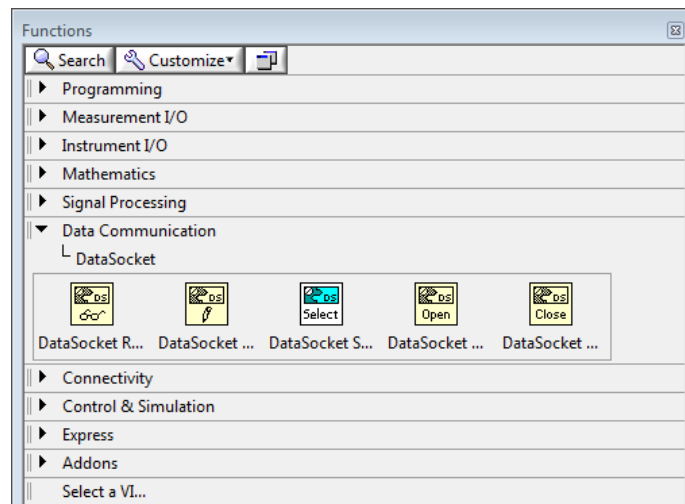 Functions
Search Customize
Programming
Measurement I/O
Instrument I/O
Mathematics
Signal Processing
Data Communication
DataSocket
DS DS DS Select DS Open DS Close
DataSocket R... DataSocket ... DataSocket S... DataSocket ... DataSocket ...
Connectivity
Control & Simulation
Express
Addons
Select a VI...